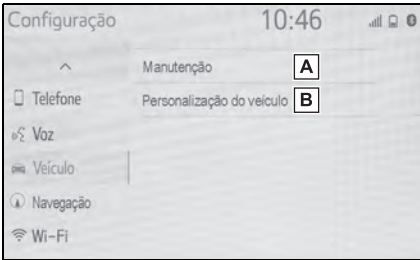 Configuração 10:46
Manutenção A
Telefone
Personalização do veículo B
Voz
Veículo
Navegação
Wi-Fi